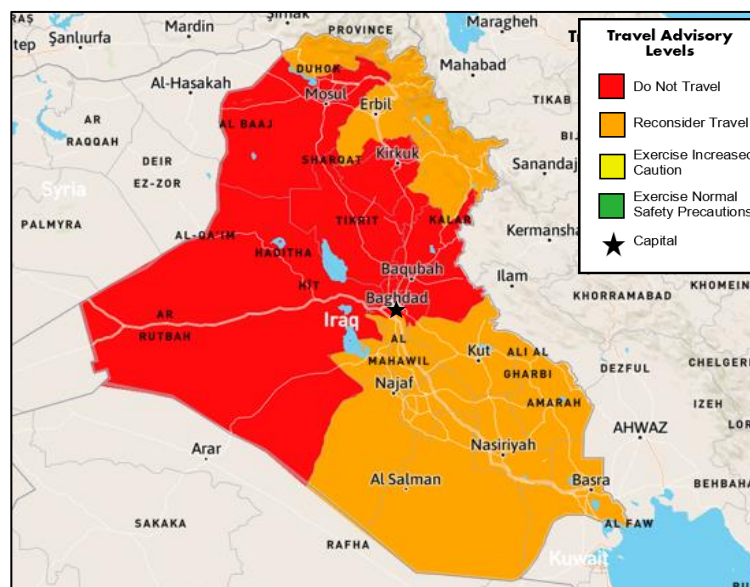 Şırnak
PROVINCE
Maragheh
Mardin
Şanlıurfa
tep
DUHOK
Mahabad
Al-Hasakah
Mosul
Erbil
TIKAB
AR
RAQQAH
AL BAAJ
SHARQAT
Kirkuk
Sanandaj
DEIR
EZ-ZOR
Syria
PALMYRA
TIKRIT
KALAR
Kermansha
AL-QA'IM
HADITHA
Baqubah
Ilam
HĪT
Baghdad
KHORRAMABAD
KHOMEIN
AR
RUTBAH
Iraq
AL
MAHAWIL
Kut
ALI AL
GHARBI
DEZFUL
CHELGER
Najaf
AMARAH
IZEH
LOR
AHWAZ
Arar
Nasiriyah
Al Salman
Basra
BEHBAHA
SAKAKA
RAFHA
AL FAW
Kuwait
Travel Advisory
Levels
Do Not Travel
Reconsider Travel
Exercise Increased
Caution
Exercise Normal
Safety Precautions
Capital